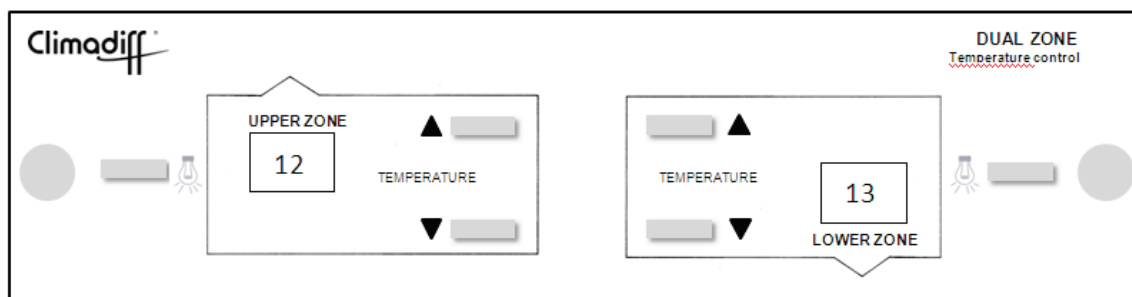 Climadiff
DUAL ZONE
Temperature control
UPPER ZONE
12
TEMPERATURE
TEMPERATURE
13
LOWER ZONE